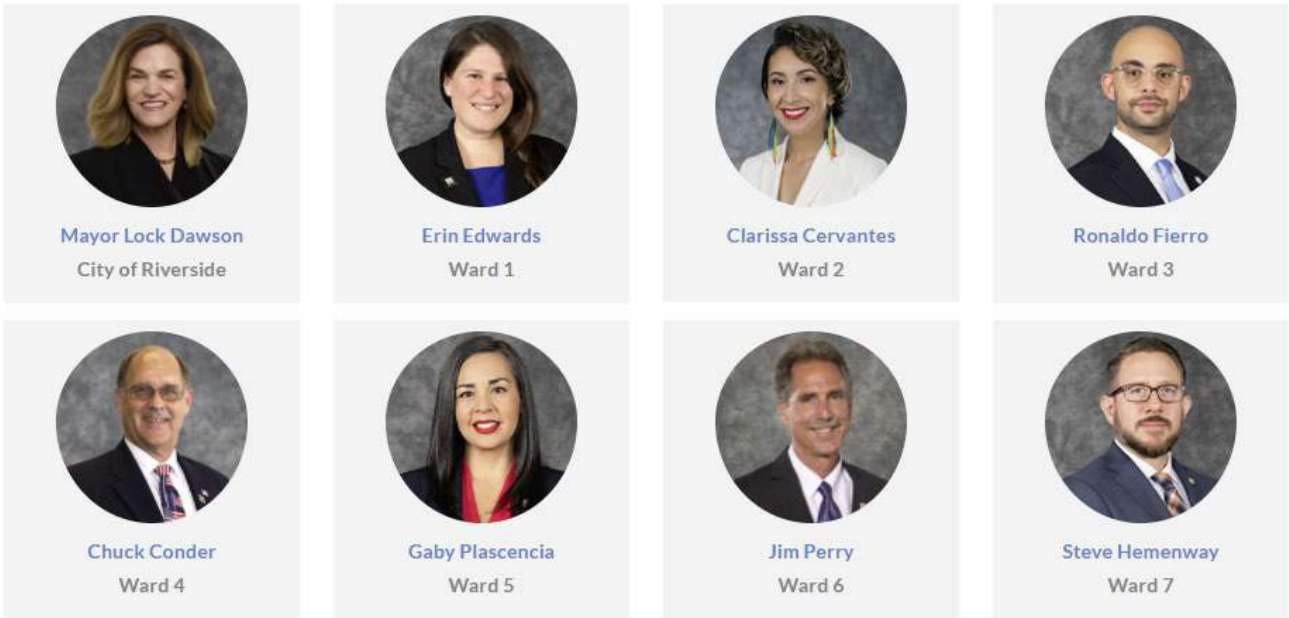 Mayor Lock Dawson
City of Riverside
Erin Edwards
Ward 1
Clarissa Cervantes
Ward 2
Ronaldo Fierro
Ward 3
Chuck Conder
Ward 4
Gaby Plascencia
Ward 5
Jim Perry
Ward 6
Steve Hemenway
Ward 7